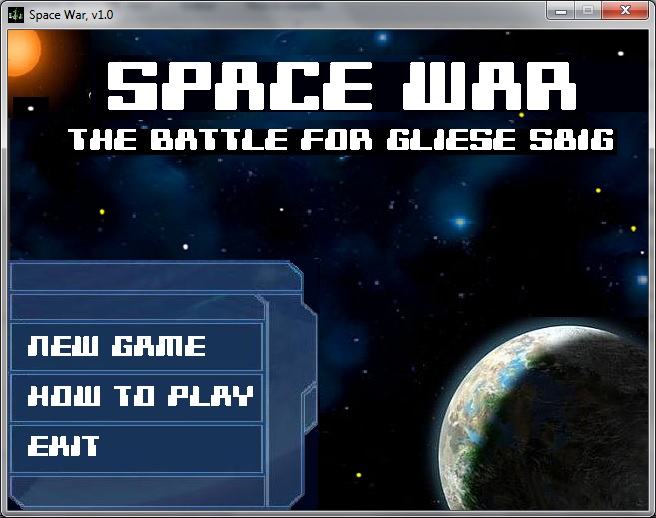 Space War, v1.0
SPACE WAR
THE BATTLE FOR GLIESE 581G
NEW GAME
HOW TO PLAY
EXIT